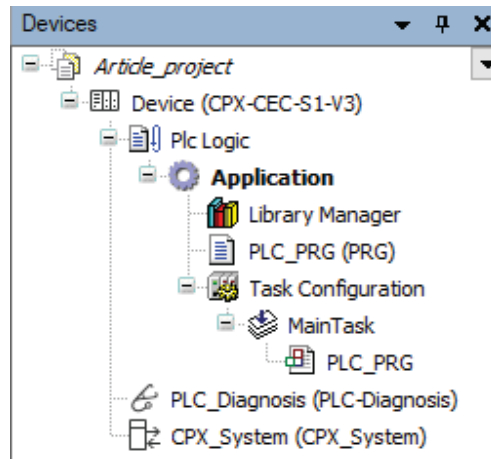 Devices
Article_project
Device (CPX-CEC-S1-V3)
Plc Logic
Application
Library Manager
PLC_PRG (PRG)
Task Configuration
MainTask
PLC_PRG
PLC_Diagnosis (PLC-Diagnosis)
CPX_System (CPX_System)